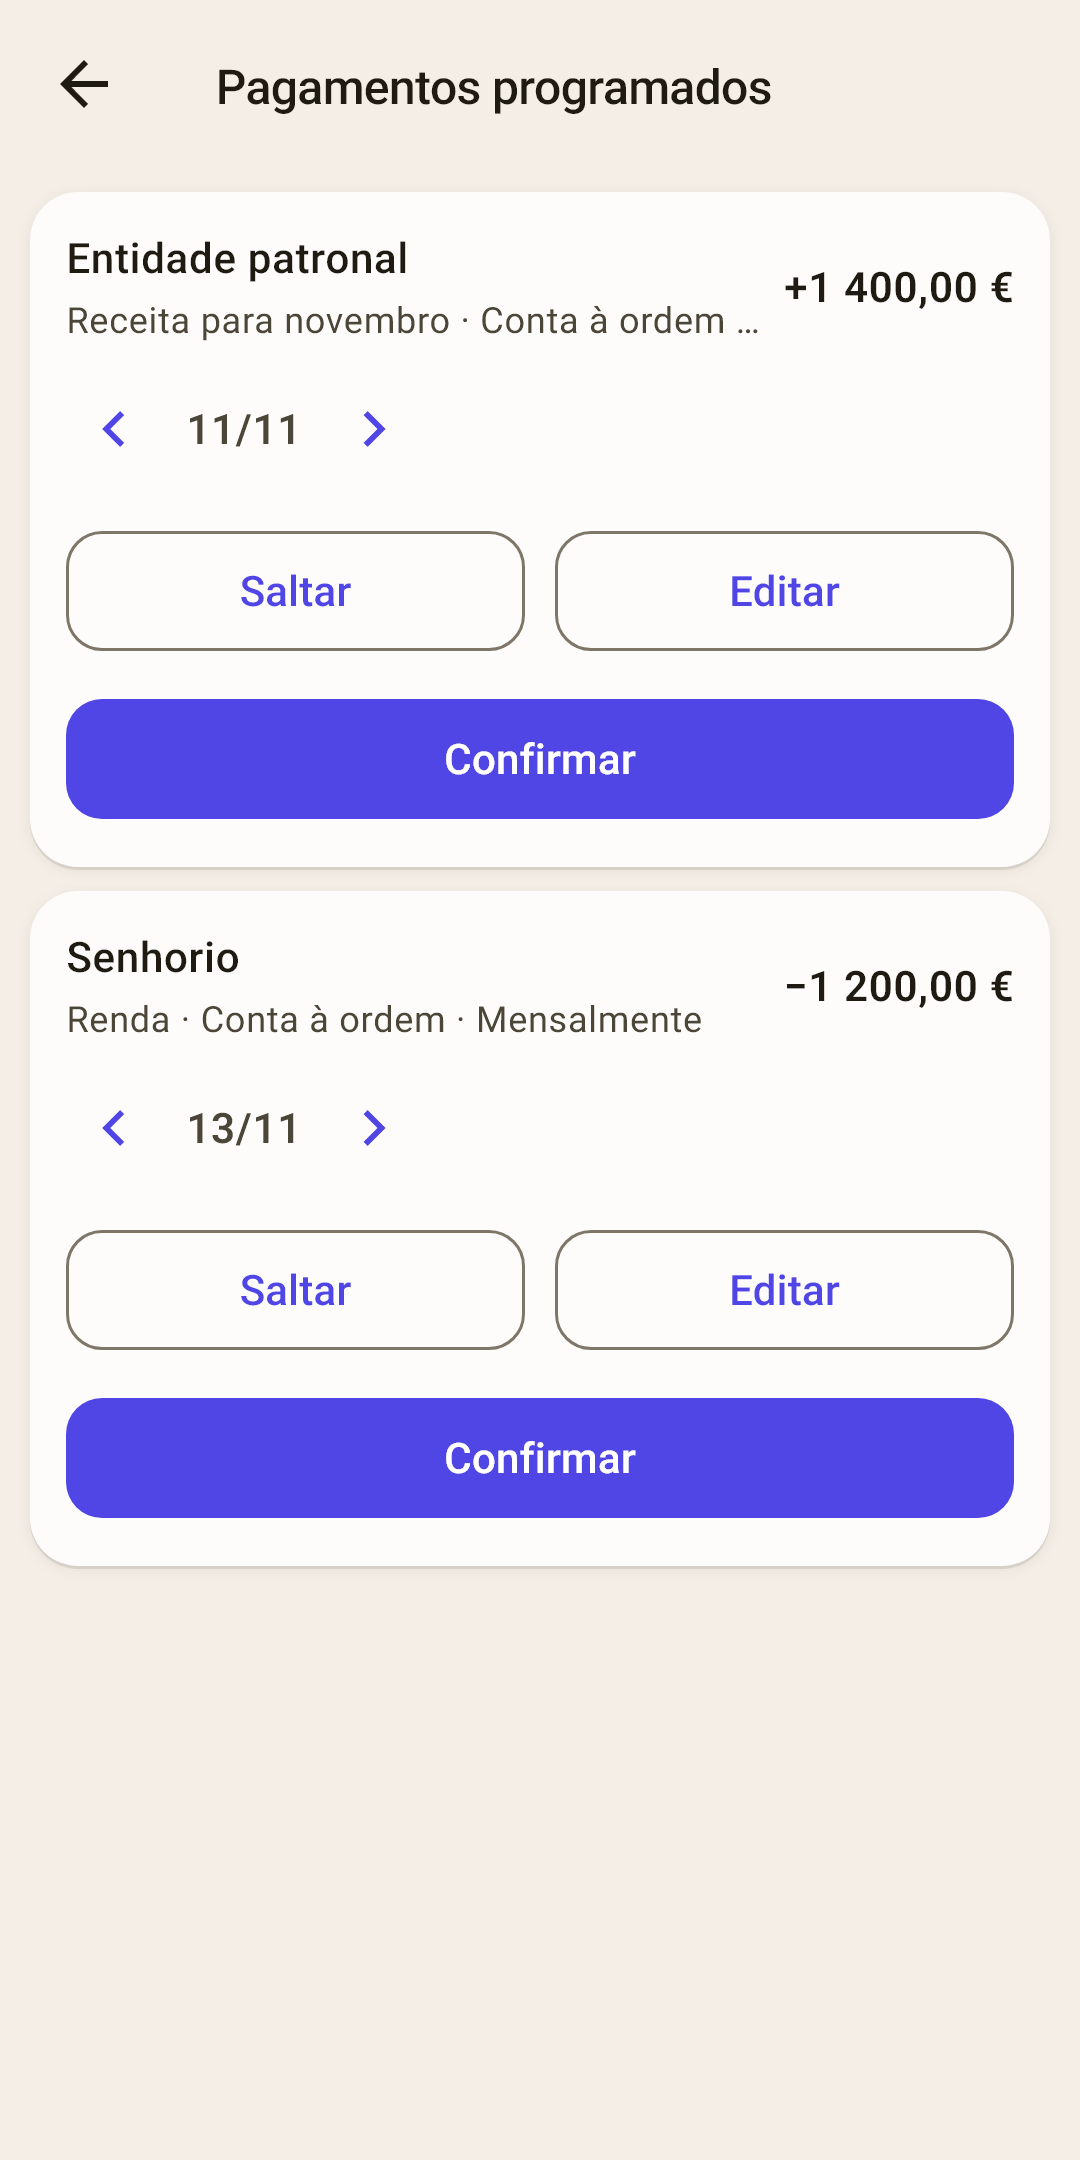 Pagamentos programados
Entidade patronal
+1 400,00 €
Receita para novembro · Conta à ordem …
11/11
Saltar
Editar
Confirmar
Senhorio
−1 200,00 €
Renda · Conta à ordem · Mensalmente
13/11
Saltar
Editar
Confirmar